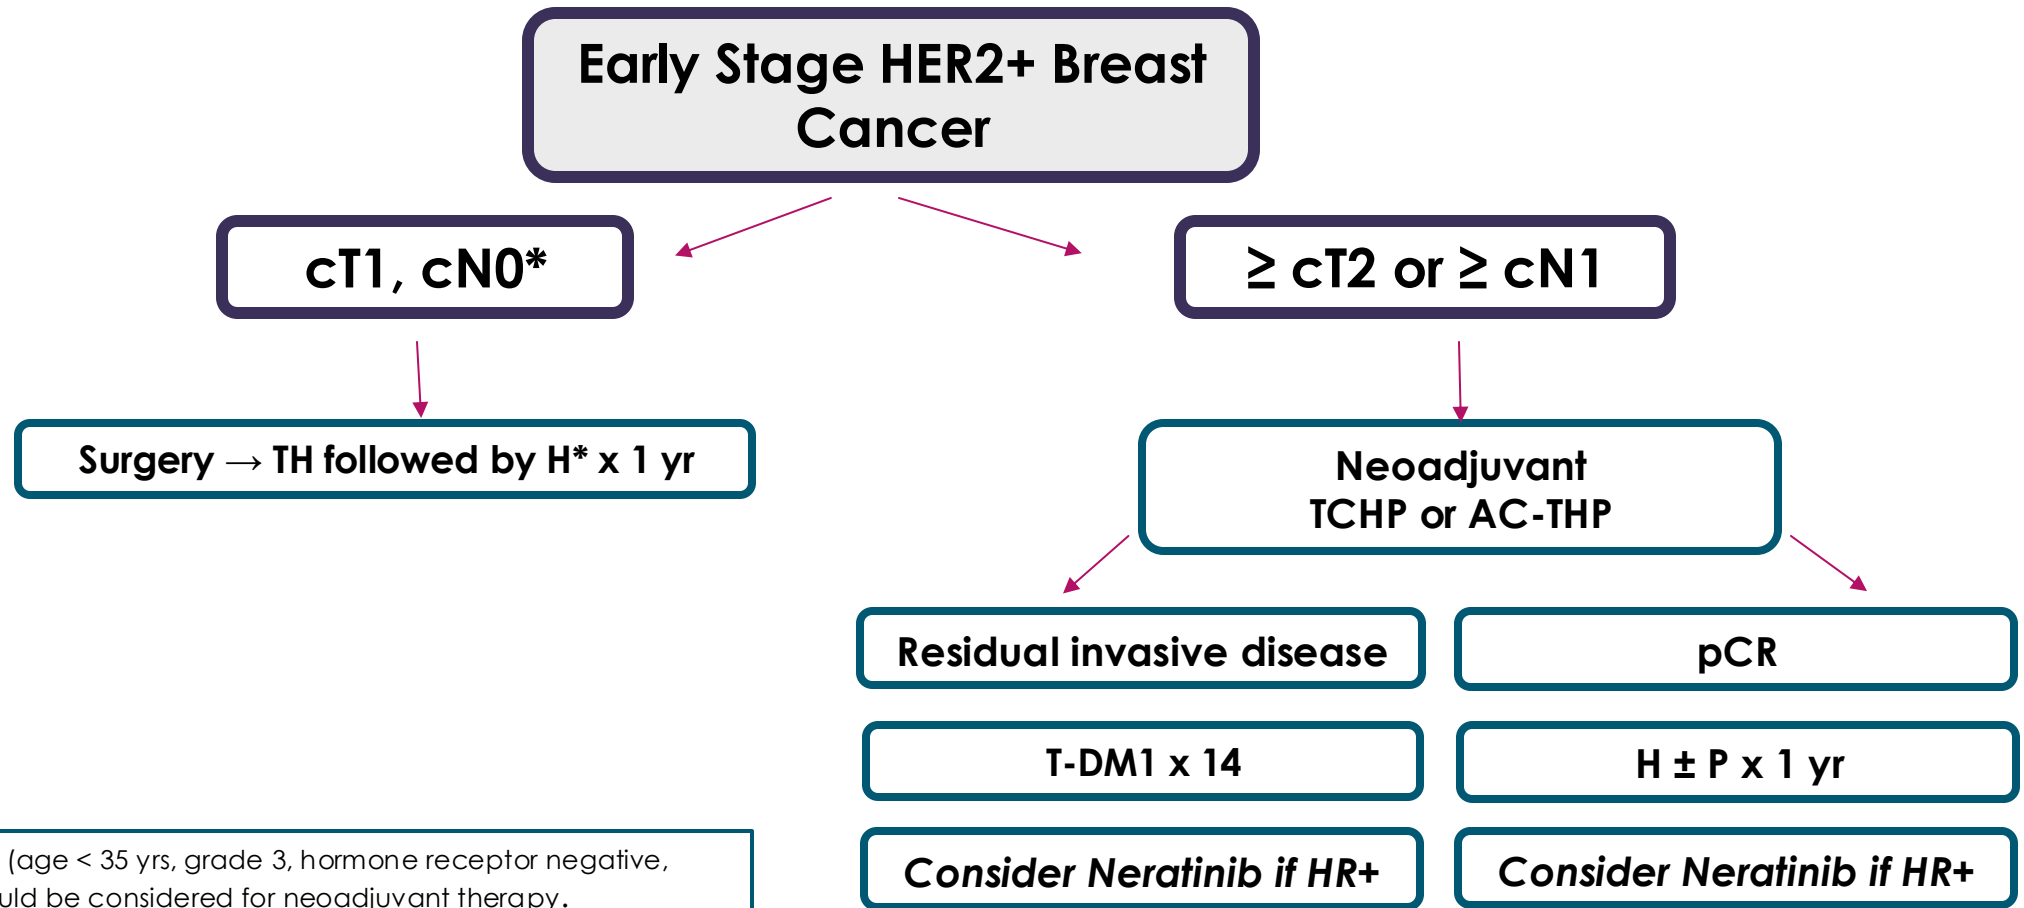 Early Stage HER2+ Breast
Cancer
cT1, cN0*
≥ cT2 or ≥ cN1
Surgery → TH followed by H* x 1 yr
Neoadjuvant
TCHP or AC-THP
Residual invasive disease
pCR
T-DM1 x 14
H ± P x 1 yr
Consider Neratinib if HR+
Consider Neratinib if HR+
(age < 35 yrs, grade 3, hormone receptor negative,
be considered for neoadjuvant therapy.